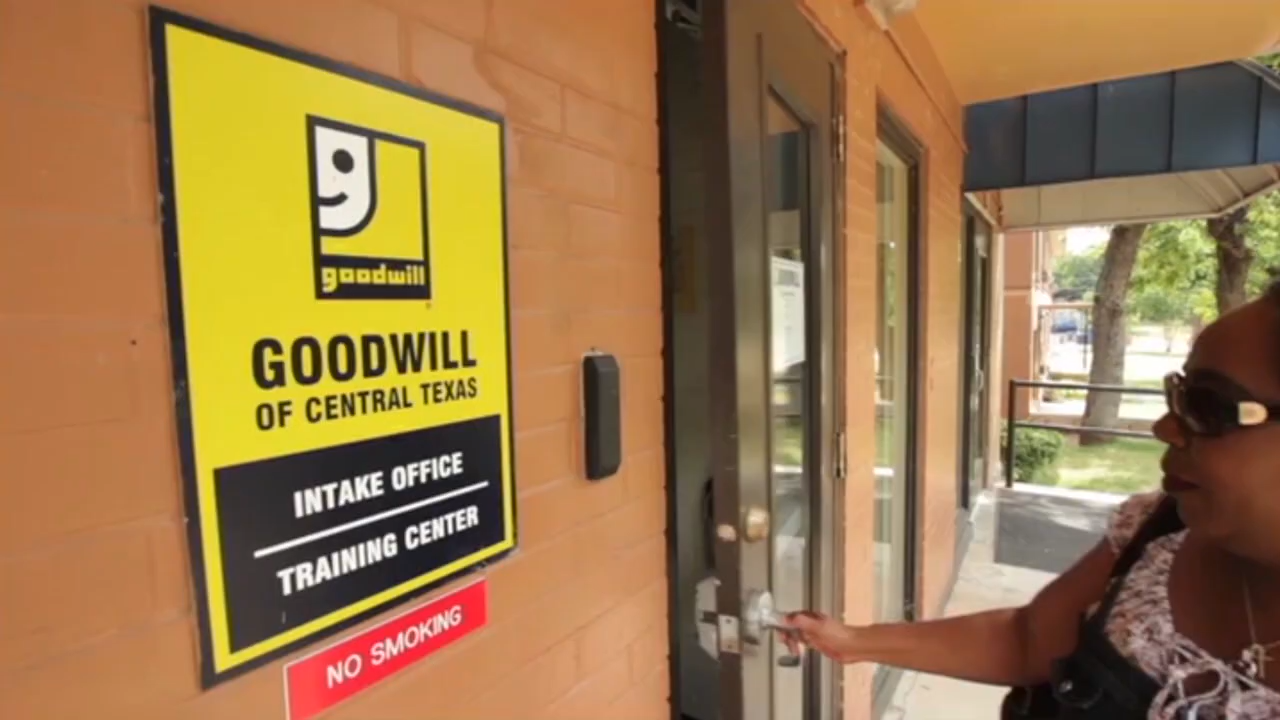 goodwill
GOODWILL
OF CENTRAL TEXAS
INTAKE OFFICE
TRAINING CENTER
NO SMOKING